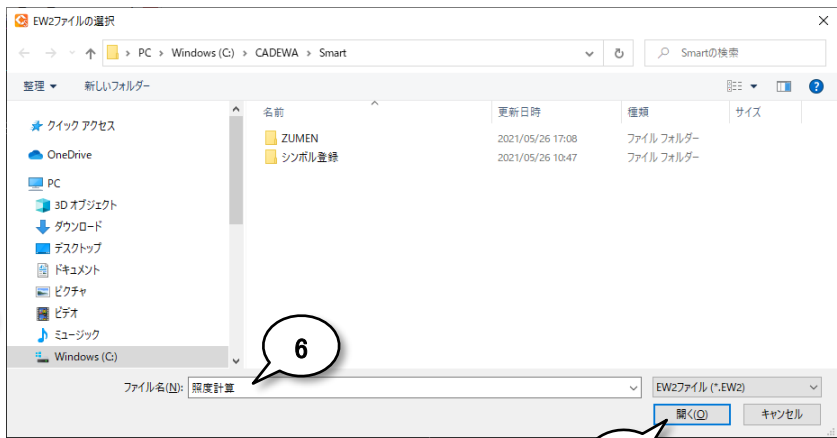 EW2ファイルの選択
PC > Windows (C:) > CADEWA > Smart
Smartの検索
整理 新しいフォルダー
名前 更新日時 種類 サイズ
クイック アクセス
ZUMEN 2021/05/26 17:08 ファイル フォルダー
シンボル登録 2021/05/26 10:47 ファイル フォルダー
OneDrive
PC
3D オブジェクト
ダウンロード
デスクトップ
ドキュメント
ピクチャ
ビデオ
ミュージック
Windows (C:)
6
ファイル名(N): 照度計算 EW2ファイル (*.EW2)
開く(O) キャンセル